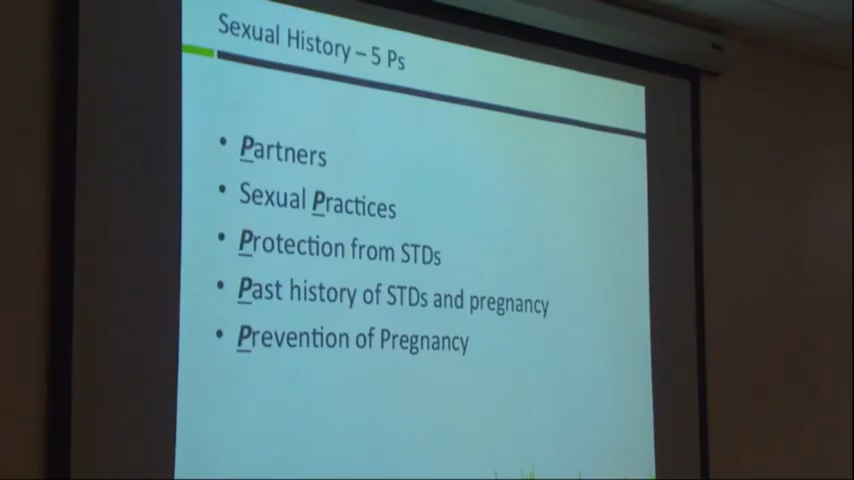 Sexual History – 5 Ps
• Partners
• Sexual Practices
• Protection from STDs
• Past history of STDs and pregnancy
• Prevention of Pregnancy